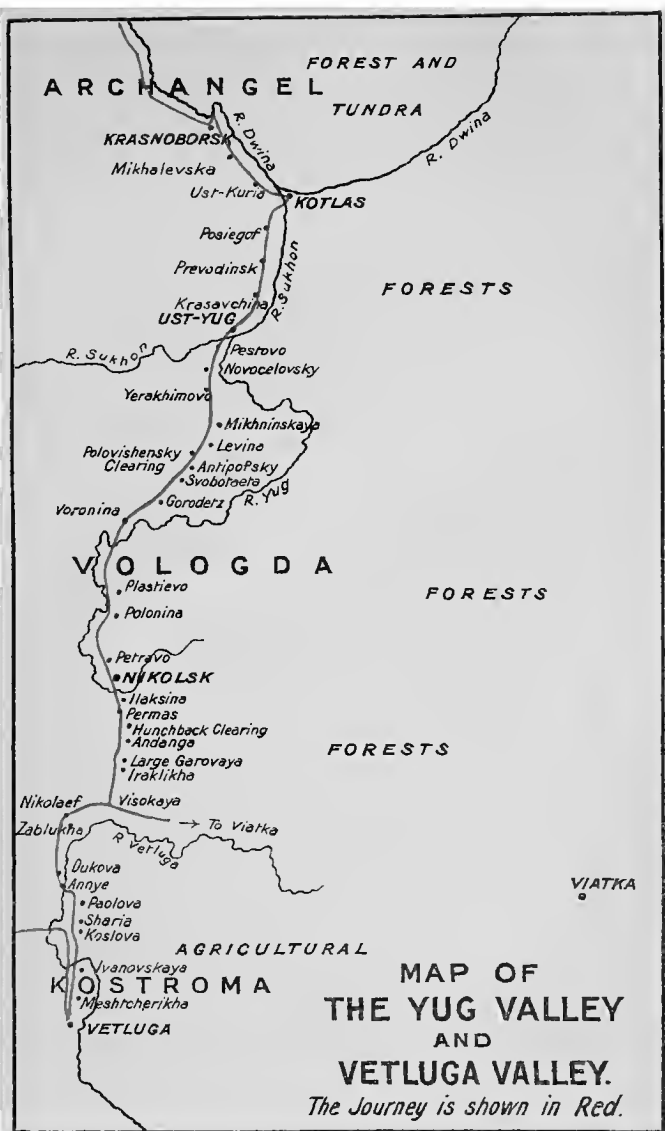 FOREST AND
TUNDRA
ARCHANGEL
R. Dwina
R. Dwina
KRASNOBORSK
Mikhalevska
Ust-Kuria
KOTLAS
Posiegof
Prevodinsk
R. Sukhon
FORESTS
Krasavchina
UST-YUG
R. Sukhon
Pestovo
Novocelovsky
Yerakhimovo
Mikhninskaya
Levina
Polovishensky
Clearing
Antipofsky
Svobotaeta
Gorodetz
R. Yug
Voronina
VOLOGDA
Plastievo
FORESTS
Polonina
Petravo
NIKOLSK
Ilaksina
Permas
Hunchback Clearing
Andanga
FORESTS
Large Garovaya
Iraklikha
Nikolaef
Visokaya
Zablukha
→ To Viatka
R Vetluga
Dukova
Annye
VIATKA
Paolova
Sharia
Koslova
AGRICULTURAL
Ivanovskaya
KOSTROMA
Meshtcherikha
VETLUGA
MAP OF
THE YUG VALLEY
AND
VETLUGA VALLEY.
The Journey is shown in Red.